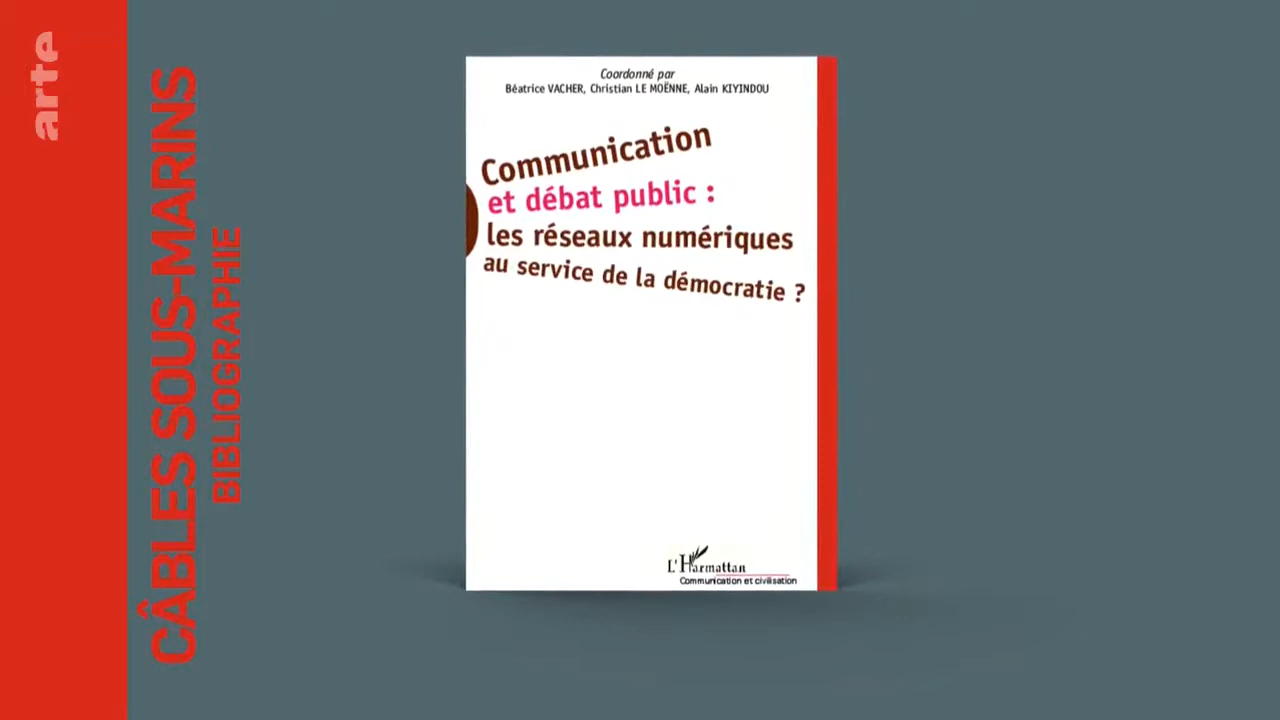 arte
CÂBLES SOUS-MARINS
BIBLIOGRAPHIE
Coordonné par
Béatrice VACHER, Christian LE MOËNNE, Alain KIYINDOU
Communication
et débat public :
les réseaux numériques
au service de la démocratie ?
L'Harmattan
Communication et civilisation